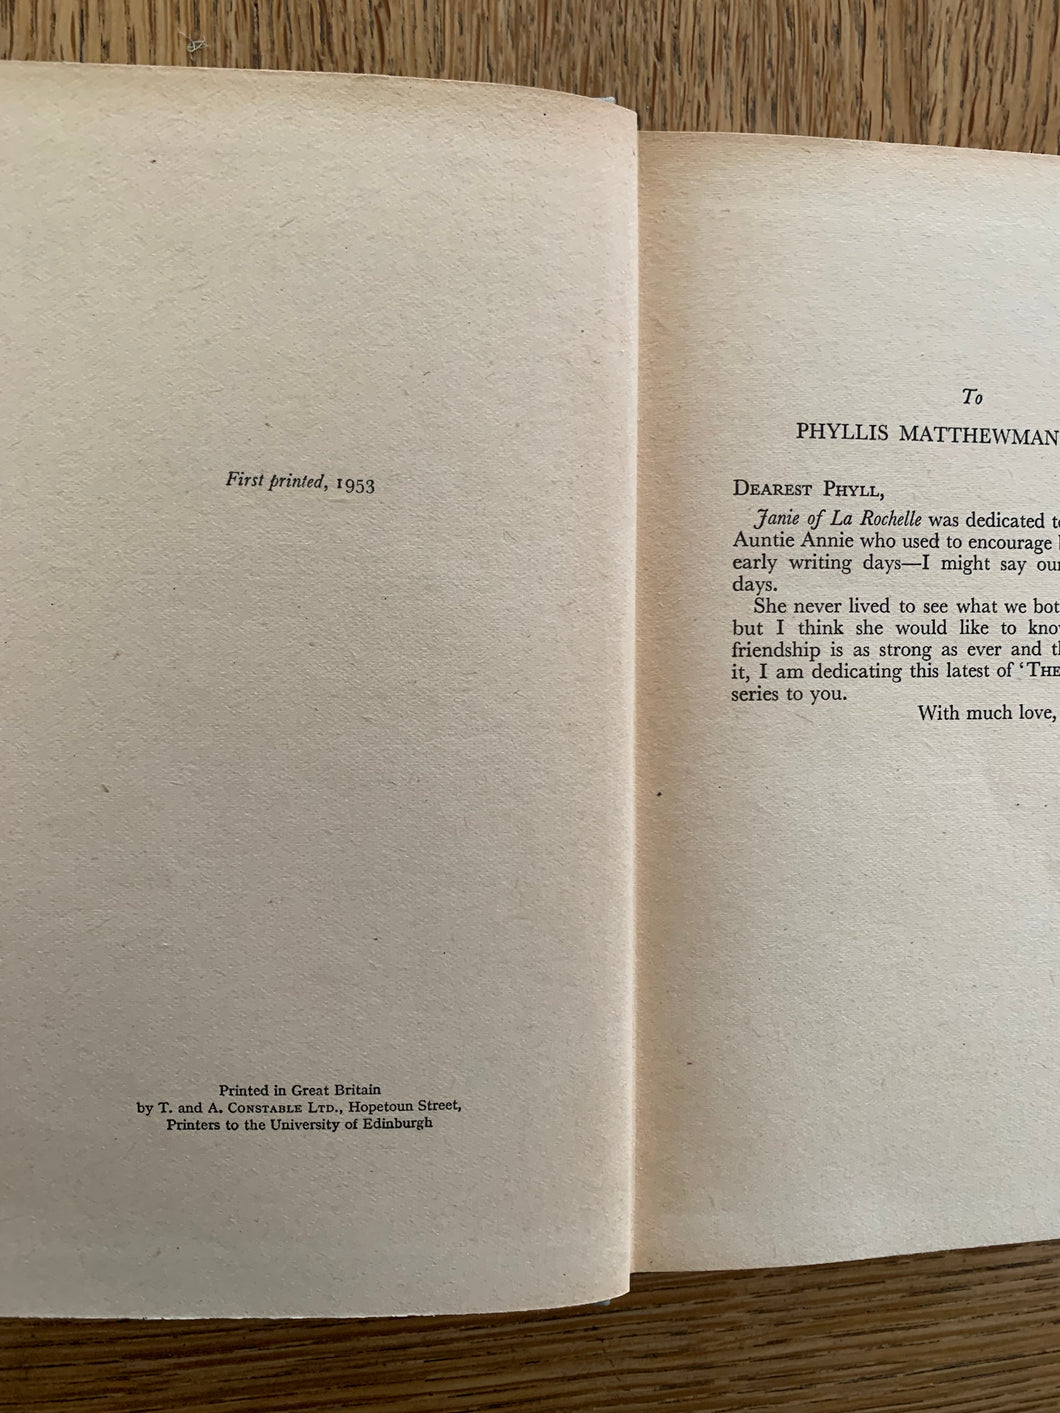 First printed, 1953
Printed in Great Britain
by T. and A. CONSTABLE LTD., Hopetoun Street,
Printers to the University of Edinburgh
To
PHYLLIS MATTHEWMAN
DEAREST PHYLL,
Janie of La Rochelle was dedicated
Auntie Annie who used to encourage
early writing days—I might say our
days.
She never lived to see what we
but I think she would like to
friendship is as strong as ever and
it, I am dedicating this latest of ‘THE
series to you.
With much love,